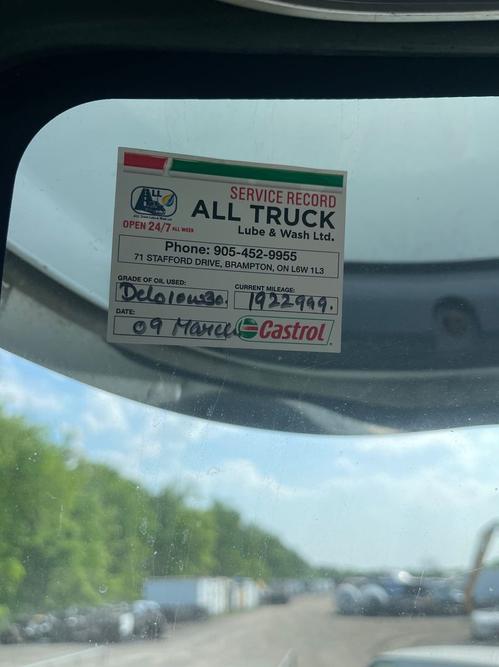 SERVICE RECORD
ALL TRUCK
Lube & Wash Ltd.
ALL
OPEN 24/7 ALL WEEK
Phone: 905-452-9955
71 STAFFORD DRIVE, BRAMPTON, ON L6W 1L3
GRADE OF OIL USED: CURRENT MILEAGE:
Delo10w30. 1922999.
DATE:
09 March Castrol